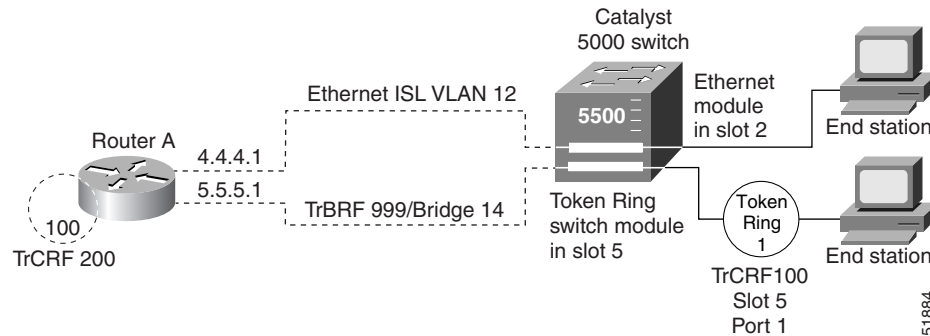 Catalyst
5000 switch
Ethernet ISL VLAN 12
Ethernet
module
in slot 2
5500
End station
Router A
4.4.4.1
5.5.5.1
100
TrCRF 200
TrBRF 999/Bridge 14
Token Ring
switch module
in slot 5
Token
Ring
1
End station
TrCRF100
Slot 5
Port 1
51884